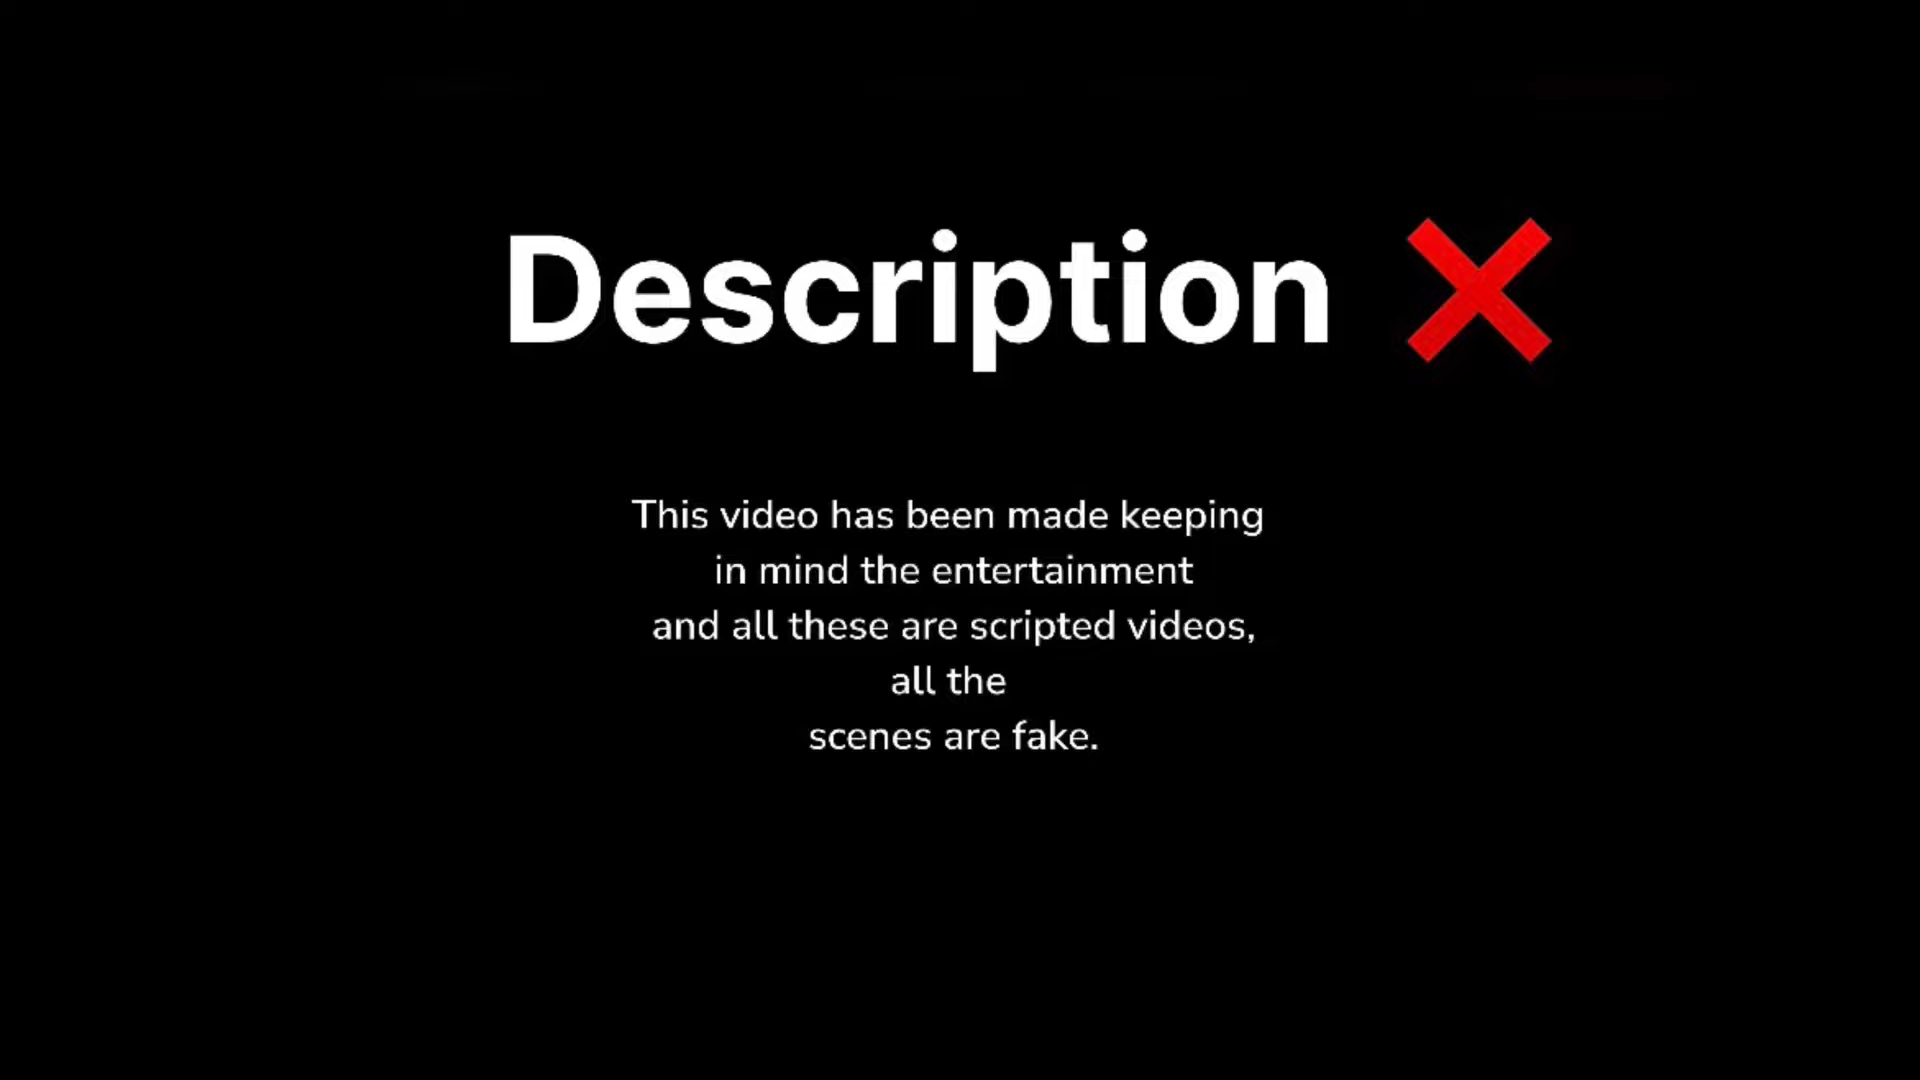 Description ❌
This video has been made keeping
in mind the entertainment
and all these are scripted videos,
all the
scenes are fake.